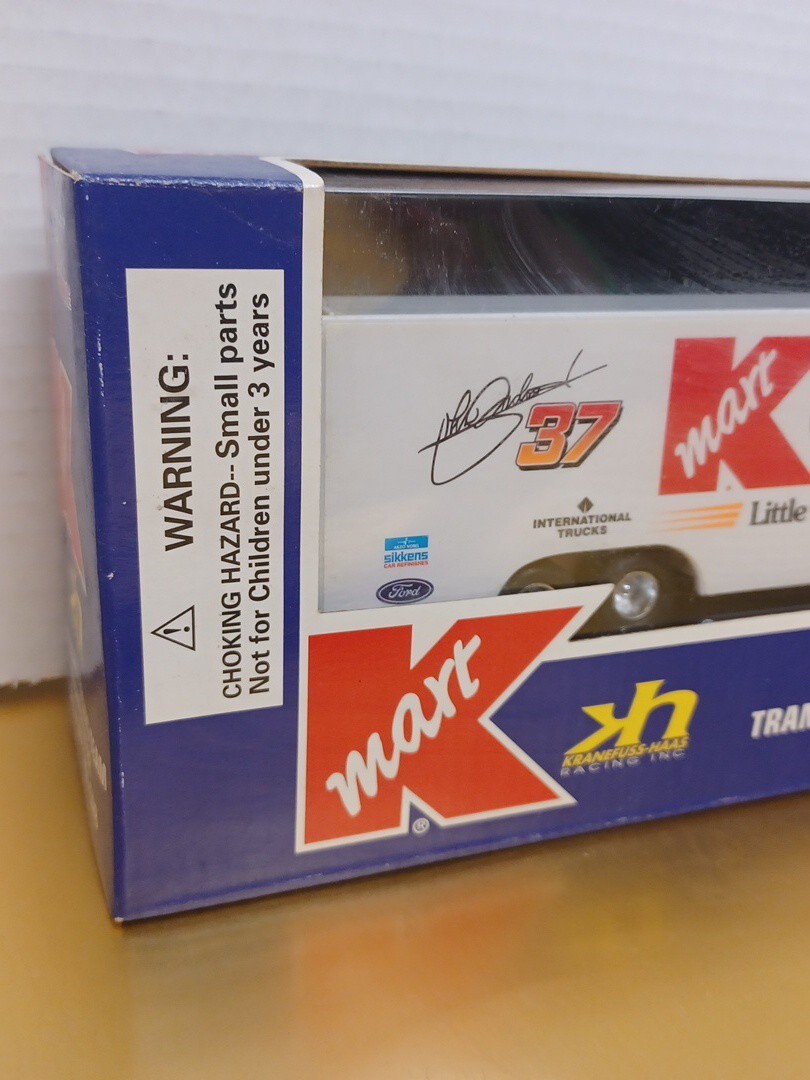 WARNING:
CHOKING HAZARD-- Small parts
Not for Children under 3 years
37
K mart
INTERNATIONAL
TRUCKS
Little
sikkens
CAR REFINISHES
Ford
K mart
®
kh
KRANEFUSS-HAAS
RACING INC
TRAN